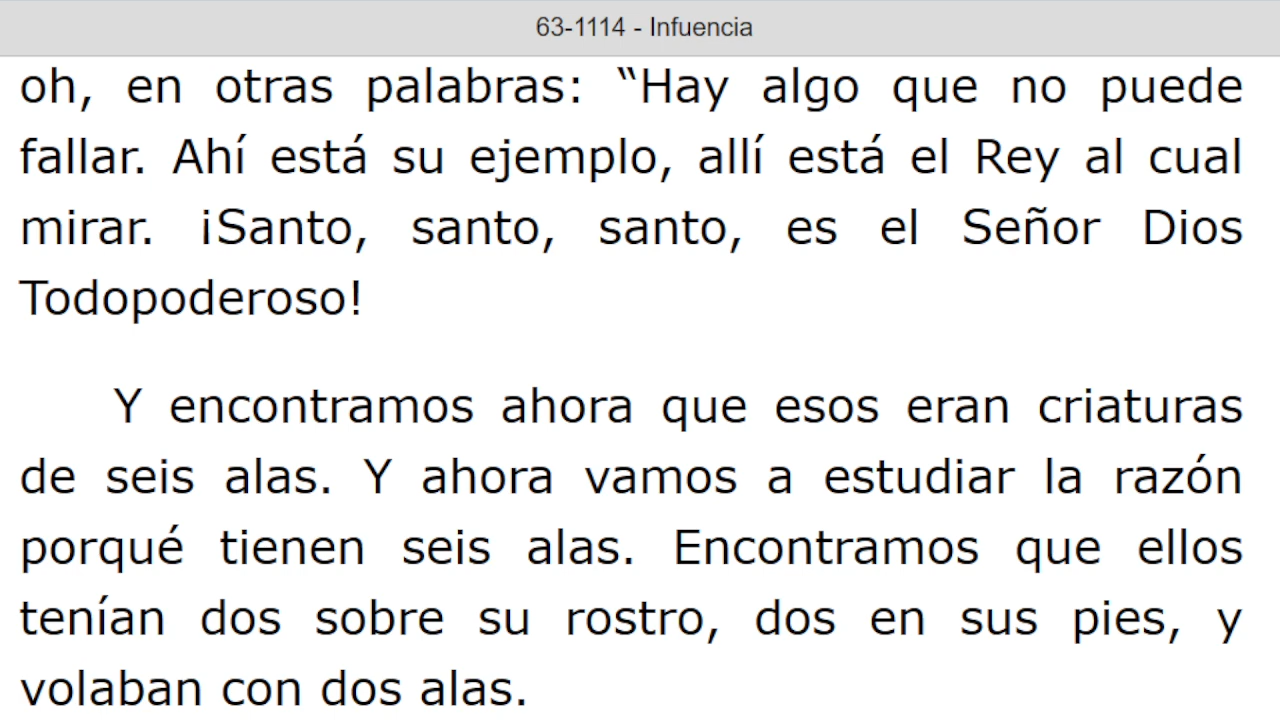 63-1114 - Infuencia
oh, en otras palabras: “Hay algo que no puede
fallar. Ahí está su ejemplo, allí está el Rey al cual
mirar. ¡Santo, santo, santo, es el Señor Dios
Todopoderoso!
Y encontramos ahora que esos eran criaturas
de seis alas. Y ahora vamos a estudiar la razón
porqué tienen seis alas. Encontramos que ellos
tenían dos sobre su rostro, dos en sus pies, y
volaban con dos alas.